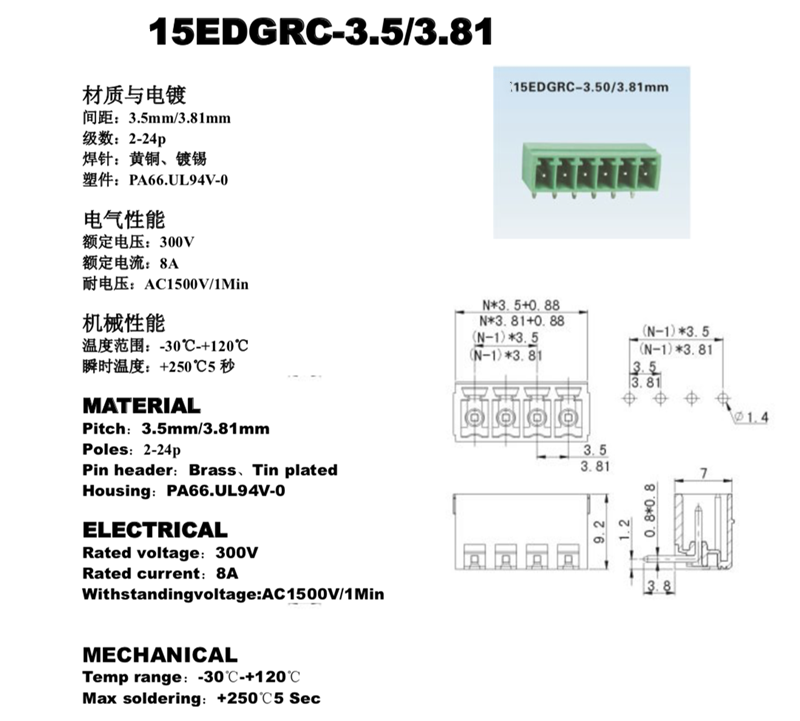 15EDGRC-3.5/3.81
材质与电镀
间距：3.5mm/3.81mm
级数：2-24p
焊针：黄铜、镀锡
塑件：PA66.UL94V-0
电气性能
额定电压：300V
额定电流：8A
耐电压：AC1500V/1Min
机械性能
温度范围：-30℃-+120℃
瞬时温度：+250℃5 秒
MATERIAL
Pitch：3.5mm/3.81mm
Poles：2-24p
Pin header：Brass、Tin plated
Housing：PA66.UL94V-0
ELECTRICAL
Rated voltage：300V
Rated current：8A
Withstandingvoltage:AC1500V/1Min
MECHANICAL
Temp range：-30℃-+120℃
Max soldering：+250℃5 Sec
15EDGRC-3.50/3.81mm
N*3.5+0.88
N*3.81+0.88
(N-1)*3.5
(N-1)*3.81
3.5
3.81
(N-1)*3.5
(N-1)*3.81
3.5
3.81
∅1.4
9.2
1.2
0.8*0.8
7
3.8